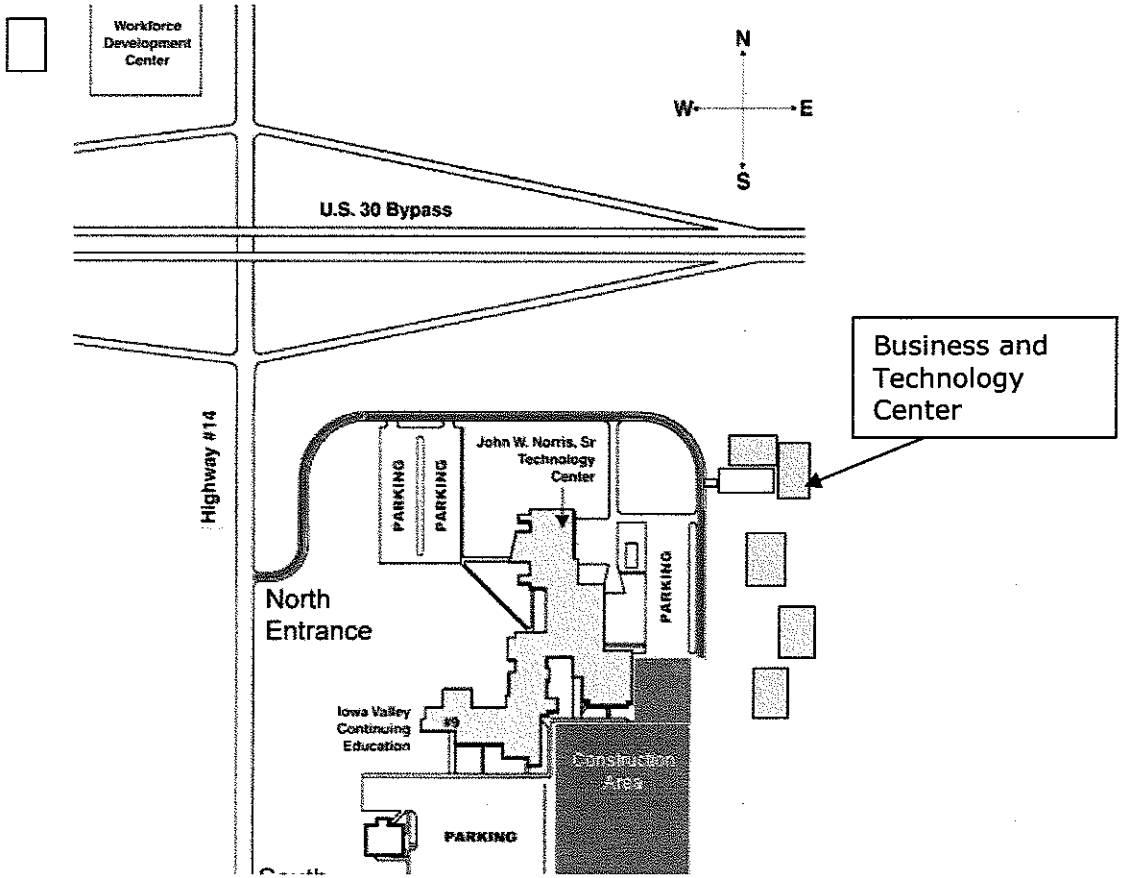 Workforce
Development
Center
N
W
E
S
U.S. 30 Bypass
Business and
Technology
Center
Highway #14
John W. Norris, Sr
Technology
Center
PARKING
PARKING
PARKING
North
Entrance
Iowa Valley
Continuing
Education
#9
Construction
Area
PARKING
South